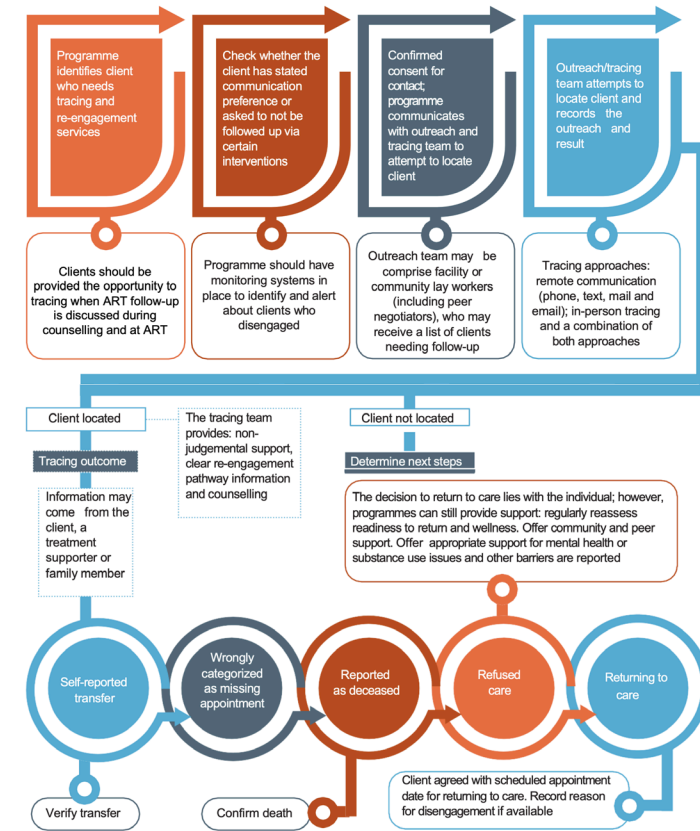 Programme
identifies client
who needs
tracing and
re-engagement
services
Check whether the
client has stated
communication
preference or
asked to not be
followed up via
certain
interventions
Confirmed
consent for
contact;
programme
communicates
with outreach and
tracing team to
attempt to locate
client
Outreach/tracing
team attempts to
locate client and
records the
outreach and
result
Clients should be
provided the opportunity to
tracing when ART follow-up
is discussed during
counselling and at ART
Programme should have
monitoring systems in
place to identify and alert
about clients who
disengaged
Outreach team may be
comprise facility or
community lay workers
(including peer
negotiators), who may
receive a list of clients
needing follow-up
Tracing approaches:
remote communication
(phone, text, mail and
email); in-person tracing
and a combination of
both approaches
Client located
Tracing outcome
Information may
come from the
client, a
treatment
supporter or
family member
The tracing team
provides: non-
judgemental support,
clear re-engagement
pathway information
and counselling
Client not located
Determine next steps
The decision to return to care lies with the individual; however,
programmes can still provide support: regularly reassess
readiness to return and wellness. Offer community and peer
support. Offer appropriate support for mental health or
substance use issues and other barriers are reported
Self-reported
transfer
Wrongly
categorized
as missing
appointment
Reported
as deceased
Refused
care
Returning to
care
Verify transfer
Confirm death
Client agreed with scheduled appointment
date for returning to care. Record reason
for disengagement if available